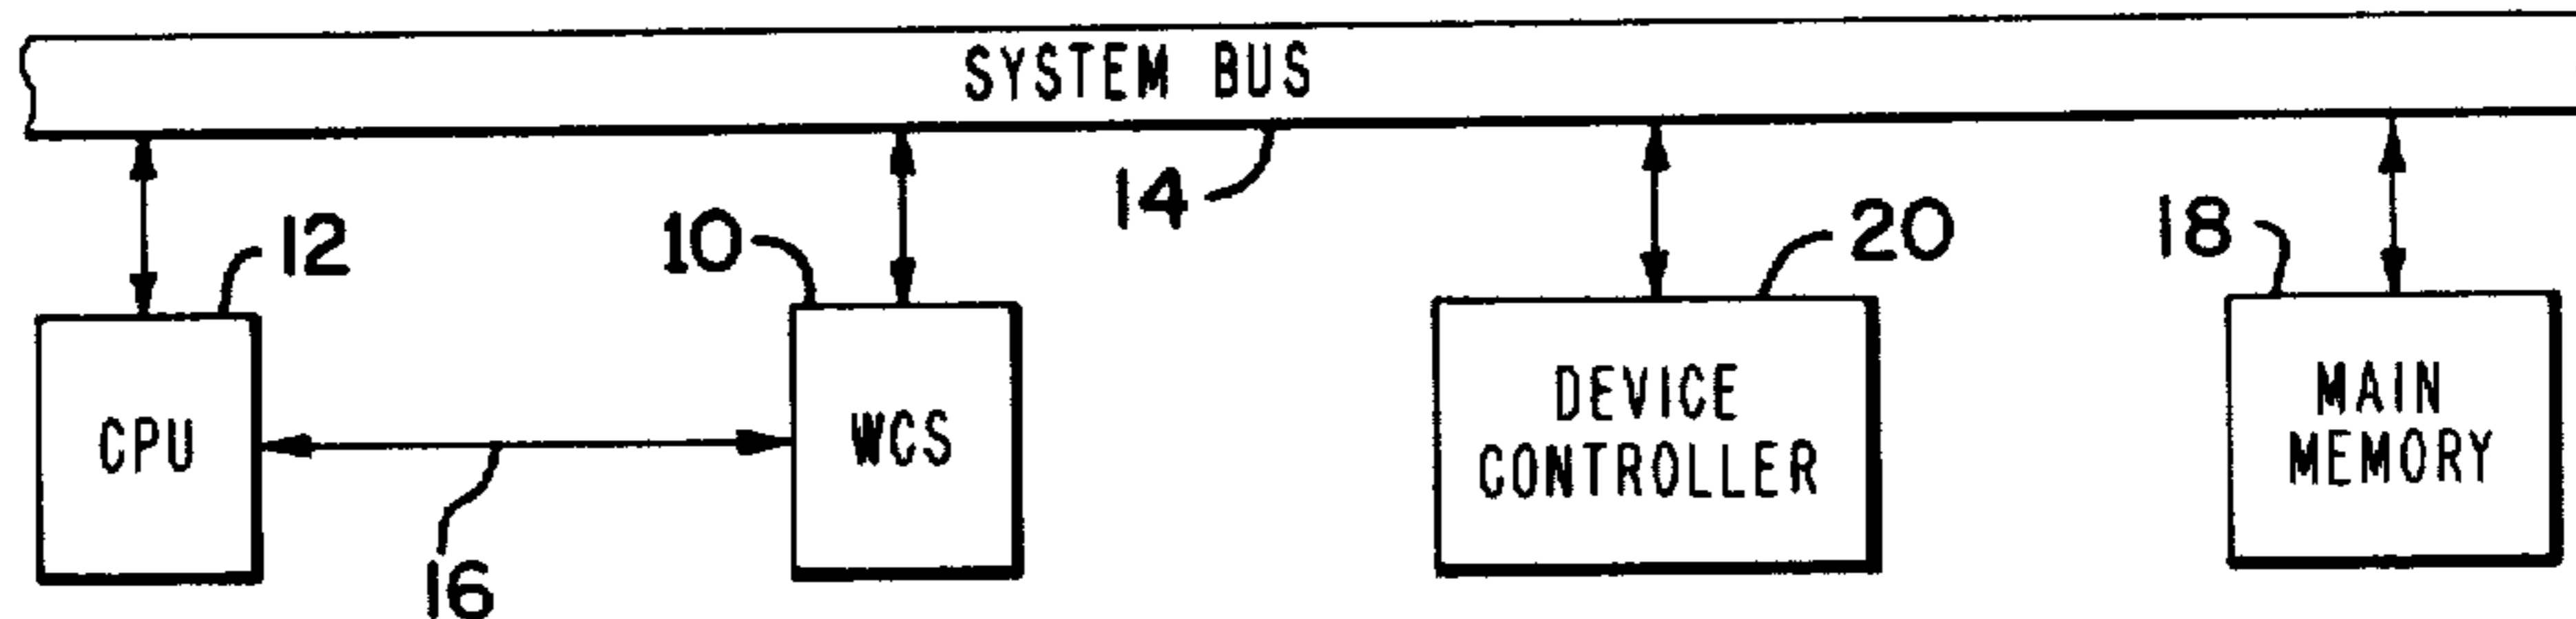 SYSTEM BUS
14
12
10
20
18
CPU
WCS
DEVICE
CONTROLLER
MAIN
MEMORY
16